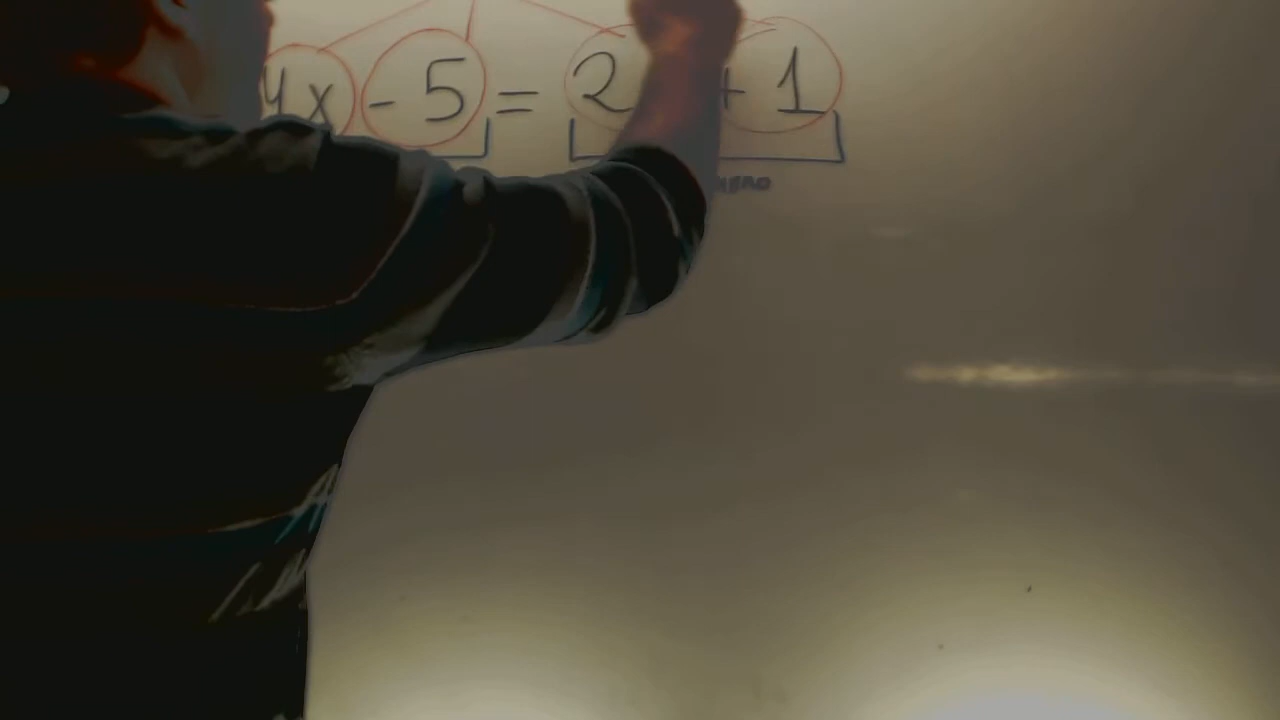 4x - 5 = 2 + 1